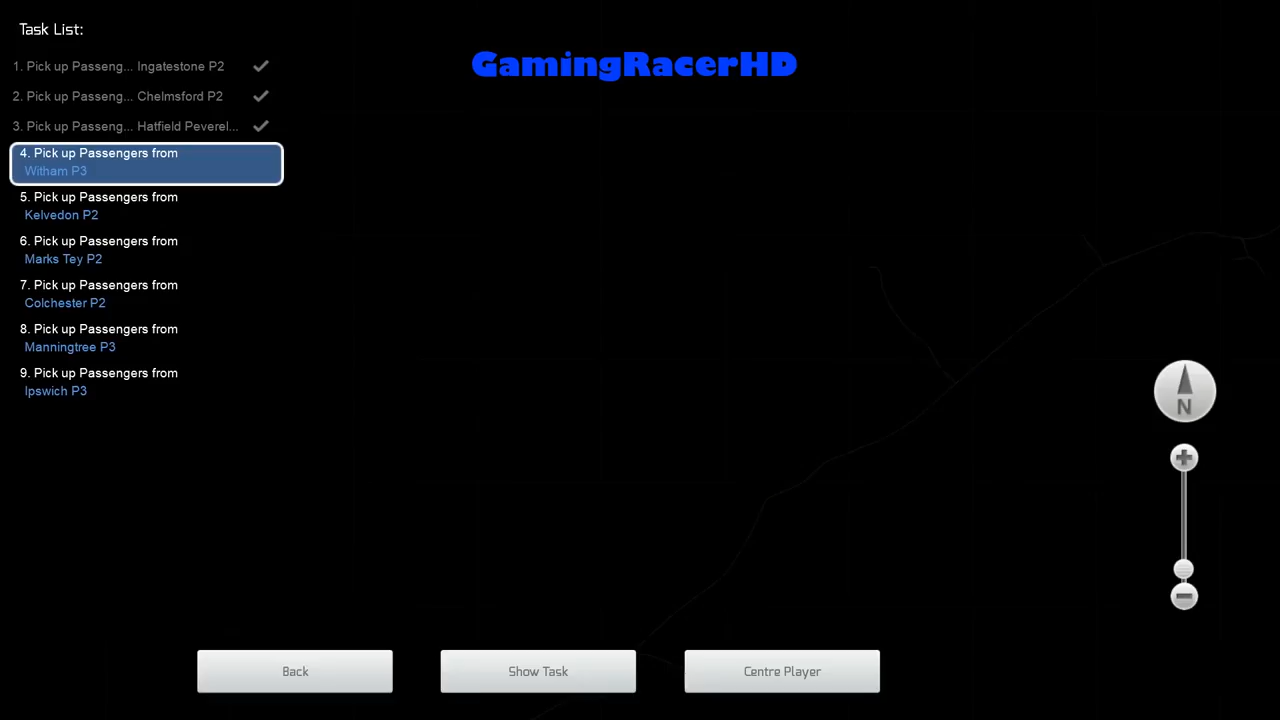 Task List:
GamingRacerHD
1. Pick up Passeng... Ingatestone P2
2. Pick up Passeng... Chelmsford P2
3. Pick up Passeng... Hatfield Peverel...
4. Pick up Passengers from
Witham P3
5. Pick up Passengers from
Kelvedon P2
6. Pick up Passengers from
Marks Tey P2
7. Pick up Passengers from
Colchester P2
8. Pick up Passengers from
Manningtree P3
9. Pick up Passengers from
Ipswich P3
N
Back
Show Task
Centre Player